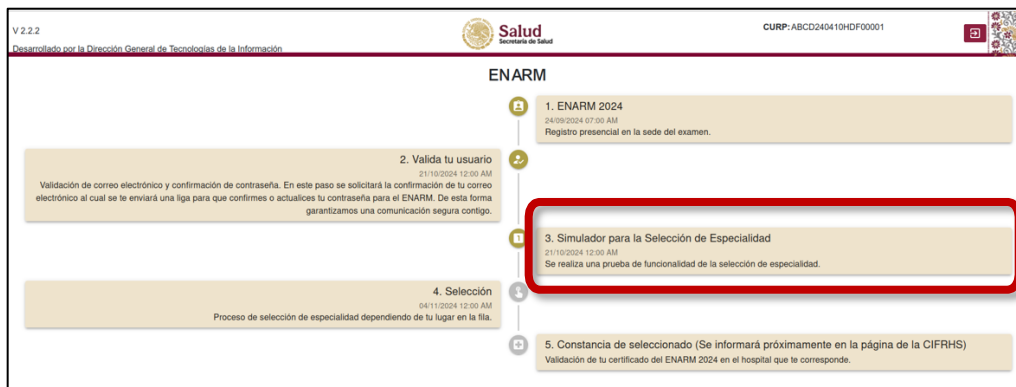 V 2.2.2
Desarrollado por la Dirección General de Tecnologías de la Información
Salud
Secretaría de Salud
CURP: ABCD240410HDF00001
ENARM
1. ENARM 2024
24/09/2024 07:00 AM
Registro presencial en la sede del examen.
2. Valida tu usuario
21/10/2024 12:00 AM
Validación de correo electrónico y confirmación de contraseña. En este paso se solicitará la confirmación de tu correo
electrónico al cual se te enviará una liga para que confirmes o actualices tu contraseña para el ENARM. De esta forma
garantizamos una comunicación segura contigo.
3. Simulador para la Selección de Especialidad
21/10/2024 12:00 AM
Se realiza una prueba de funcionalidad de la selección de especialidad.
4. Selección
04/11/2024 12:00 AM
Proceso de selección de especialidad dependiendo de tu lugar en la fila.
5. Constancia de seleccionado (Se informará próximamente en la página de la CIFRHS)
Validación de tu certificado del ENARM 2024 en el hospital que te corresponde.